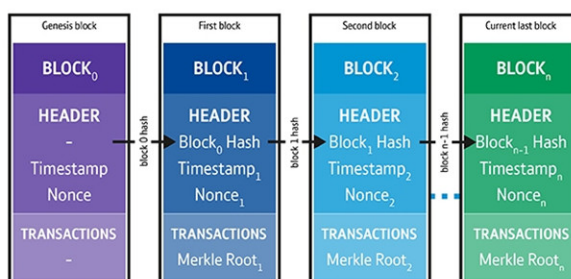 Genesis block
BLOCK₀
HEADER
-
Timestamp
Nonce
TRANSACTIONS
-
block 0 hash
First block
BLOCK₁
HEADER
Block₀ Hash
Timestamp₁
Nonce₁
TRANSACTIONS
Merkle Root₁
block 1 hash
Second block
BLOCK₂
HEADER
Block₁ Hash
Timestamp₂
Nonce₂
TRANSACTIONS
Merkle Root₂
block n-1 hash
Current last block
BLOCKₙ
HEADER
Blockₙ₋₁ Hash
Timestampₙ
Nonceₙ
TRANSACTIONS
Merkle Rootₙ